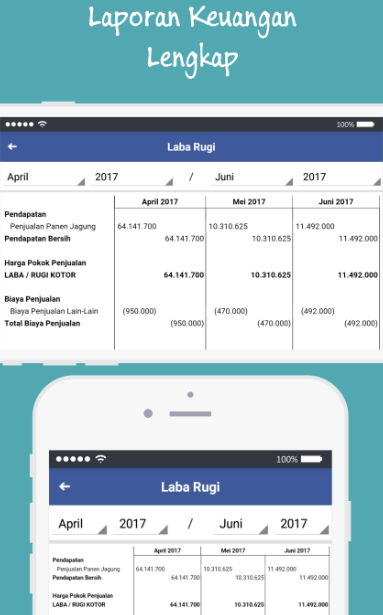 Laporan Keuangan
Lengkap
100%
Laba Rugi
April 2017 / Juni 2017
April 2017 Mei 2017 Juni 2017
Pendapatan
Penjualan Panen Jagung 64.141.700 10.310.625 11.492.000
Pendapatan Bersih 64.141.700 10.310.625 11.492.000
Harga Pokok Penjualan
LABA / RUGI KOTOR 64.141.700 10.310.625 11.492.000
Biaya Penjualan
Biaya Penjualan Lain-Lain (950.000) (470.000) (492.000)
Total Biaya Penjualan (950.000) (470.000) (492.000)
100%
Laba Rugi
April 2017 / Juni 2017
April 2017 Mei 2017 Juni 2017
Pendapatan
Penjualan Panen Jagung 64.141.700 10.310.625 11.492.000
Pendapatan Bersih 64.141.700 10.310.625 11.492.000
Harga Pokok Penjualan
LABA / RUGI KOTOR 64.141.700 10.310.625 11.492.000